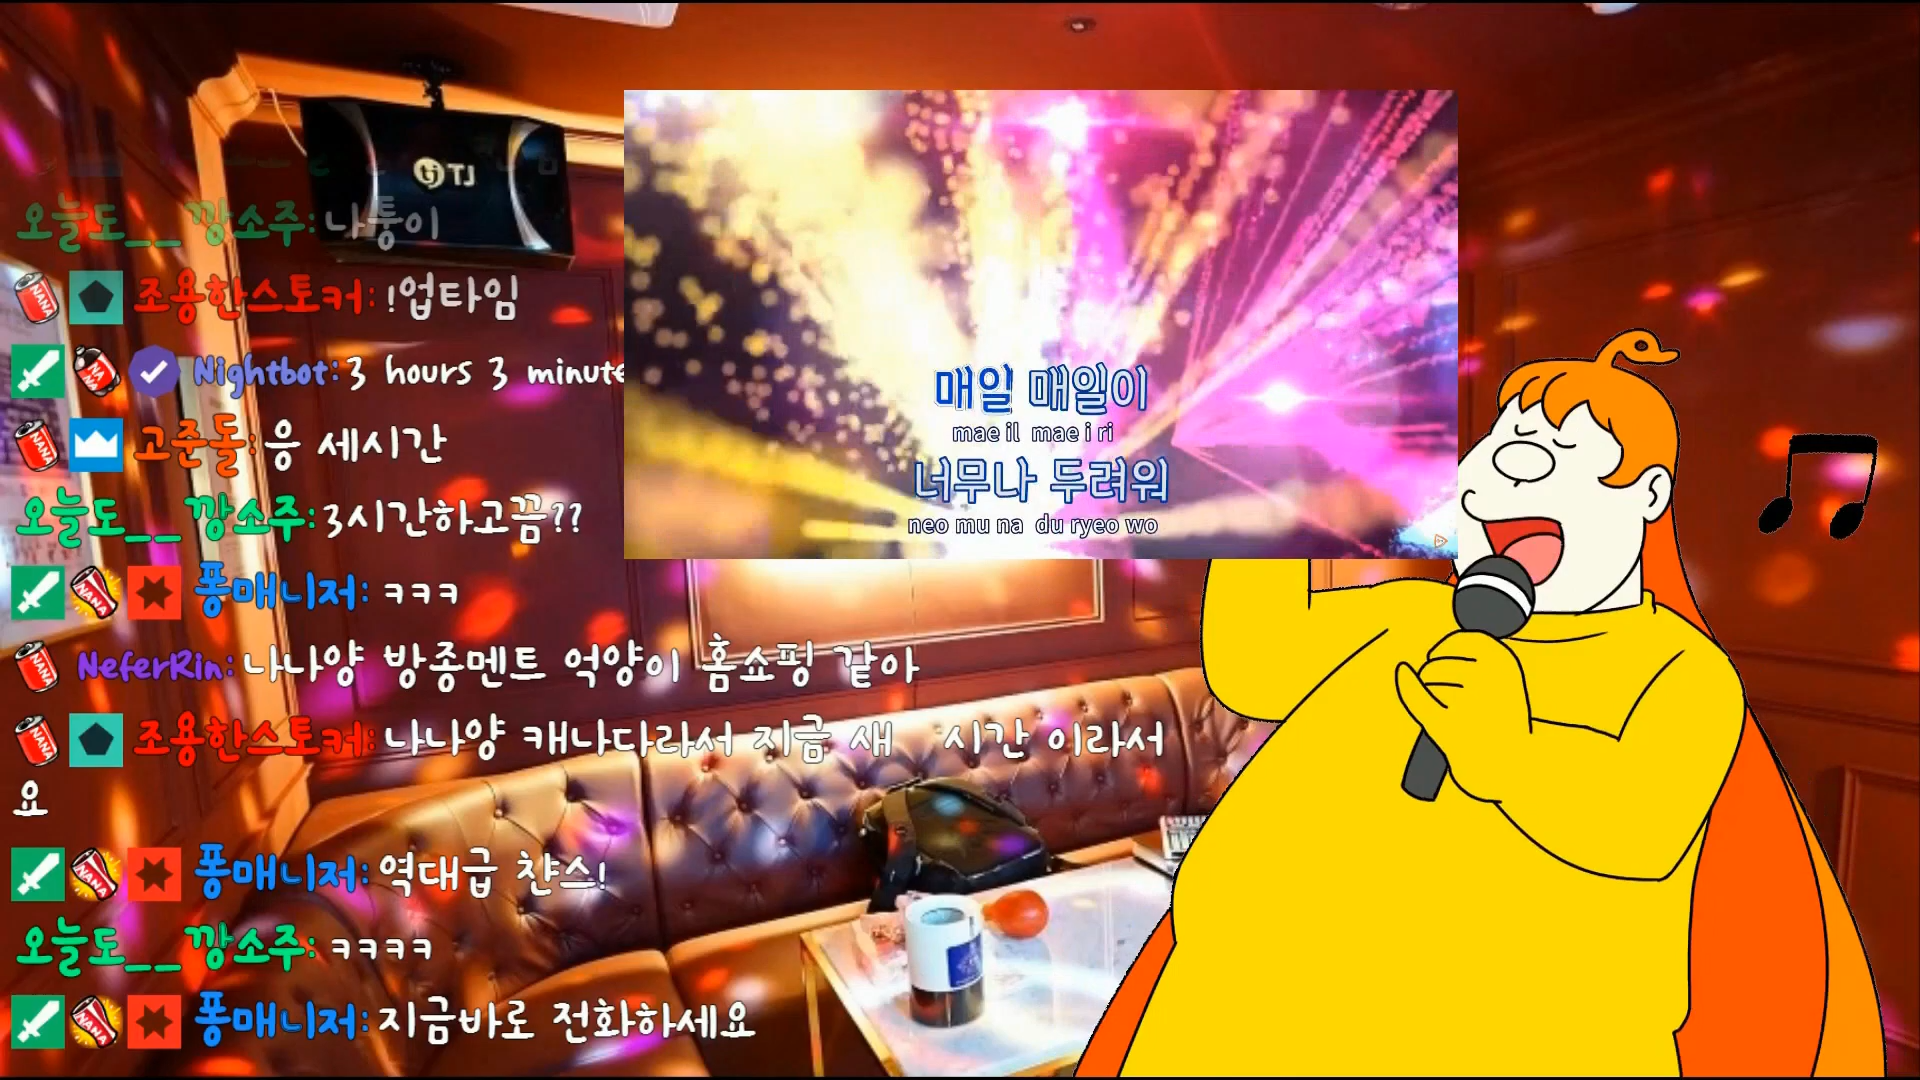 TJ
오늘도__ 깡소주: 나퉁이
조용한스토커: !업타임
Nightbot: 3 hours 3 minute
고준돌: 응 세시간
오늘도__ 깡소주: 3시간하고끔??
퐁매니저: ㅋㅋㅋ
NeferRin: 나나양 방종멘트 억양이 홈쇼핑 같아
조용한스토커: 나나양 캐나다라서 지금 새 시간 이라서
요
퐁매니저: 역대급 챤스!
오늘도__ 깡소주: ㅋㅋㅋㅋ
퐁매니저: 지금바로 전화하세요
매일 매일이
mae il mae i ri
너무나 두려워
neo mu na du ryeo wo